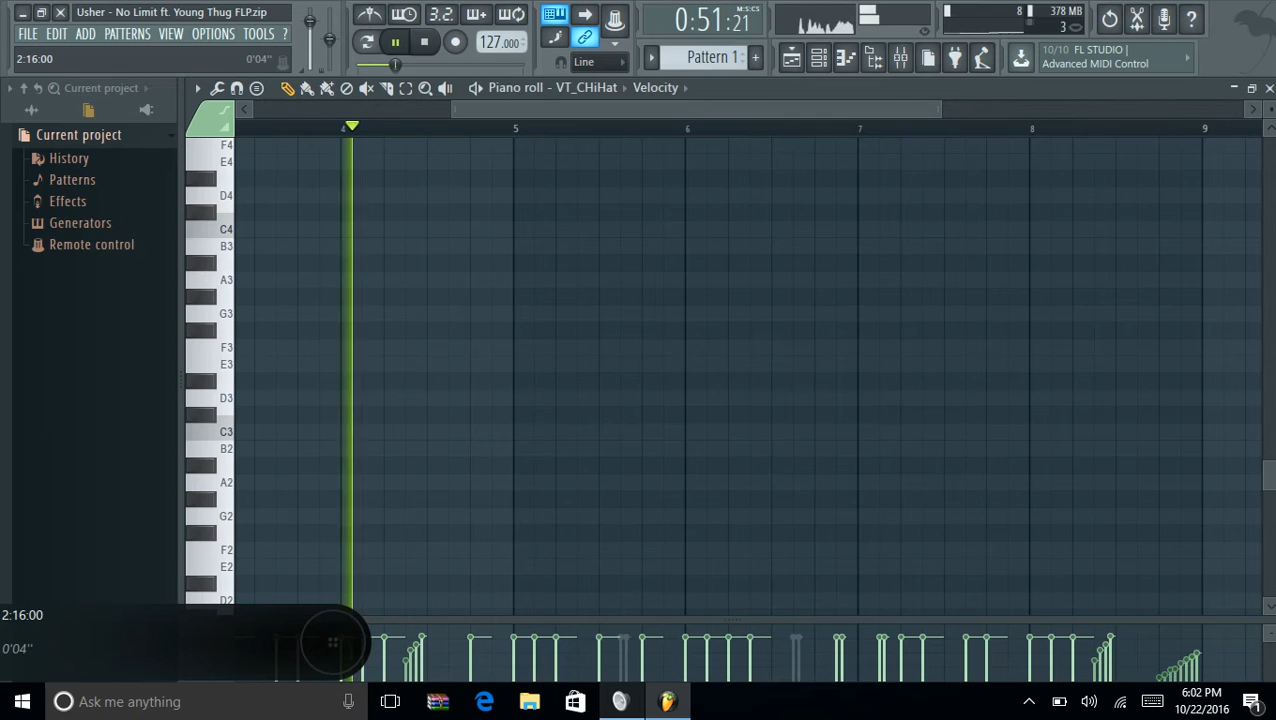 Usher - No Limit ft. Young Thug FLP.zip
FILE EDIT ADD PATTERNS VIEW OPTIONS TOOLS ?
2:16:00 0'04"
3.2
127.000
Line
0:51:21
M:S:CS
Pattern 1
8 378 MB
3
10/10 FL STUDIO |
Advanced MIDI Control
Current project
Piano roll - VT_CHiHat Velocity
Current project
History
Patterns
Effects
Generators
Remote control
4 5 6 7 8 9
F4
E4
D4
C4
B3
A3
G3
F3
E3
D3
C3
B2
A2
G2
F2
E2
D2
2:16:00
0'04"
Ask me anything
6:02 PM
10/22/2016
1